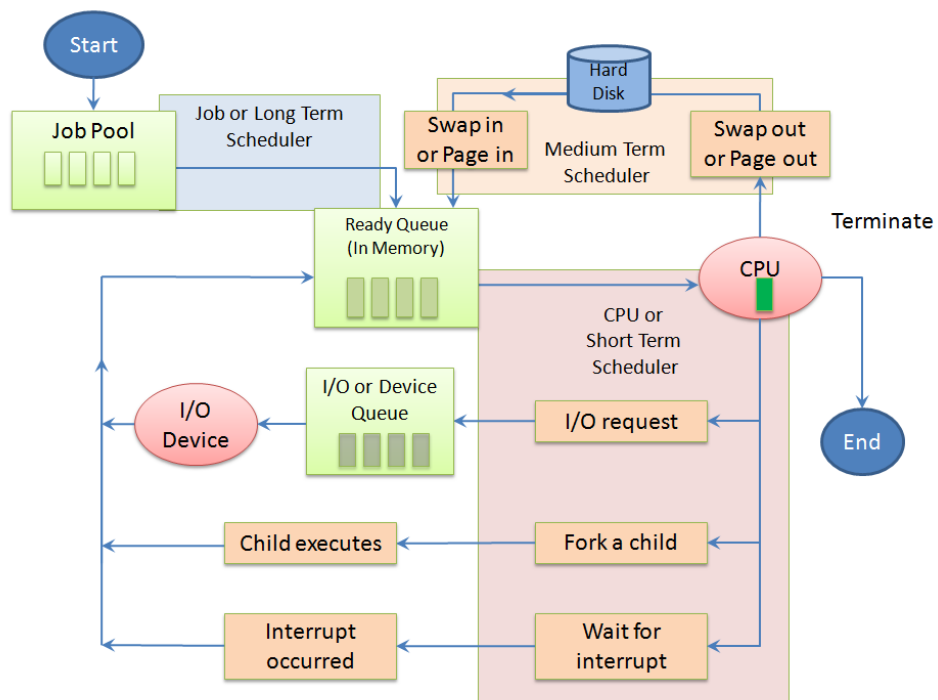 Start
Hard
Disk
Job Pool
Job or Long Term
Scheduler
Swap in
or Page in
Medium Term
Scheduler
Swap out
or Page out
Ready Queue
(In Memory)
Terminate
CPU
CPU or
Short Term
Scheduler
I/O
Device
I/O or Device
Queue
I/O request
End
Child executes
Fork a child
Interrupt
occurred
Wait for
interrupt